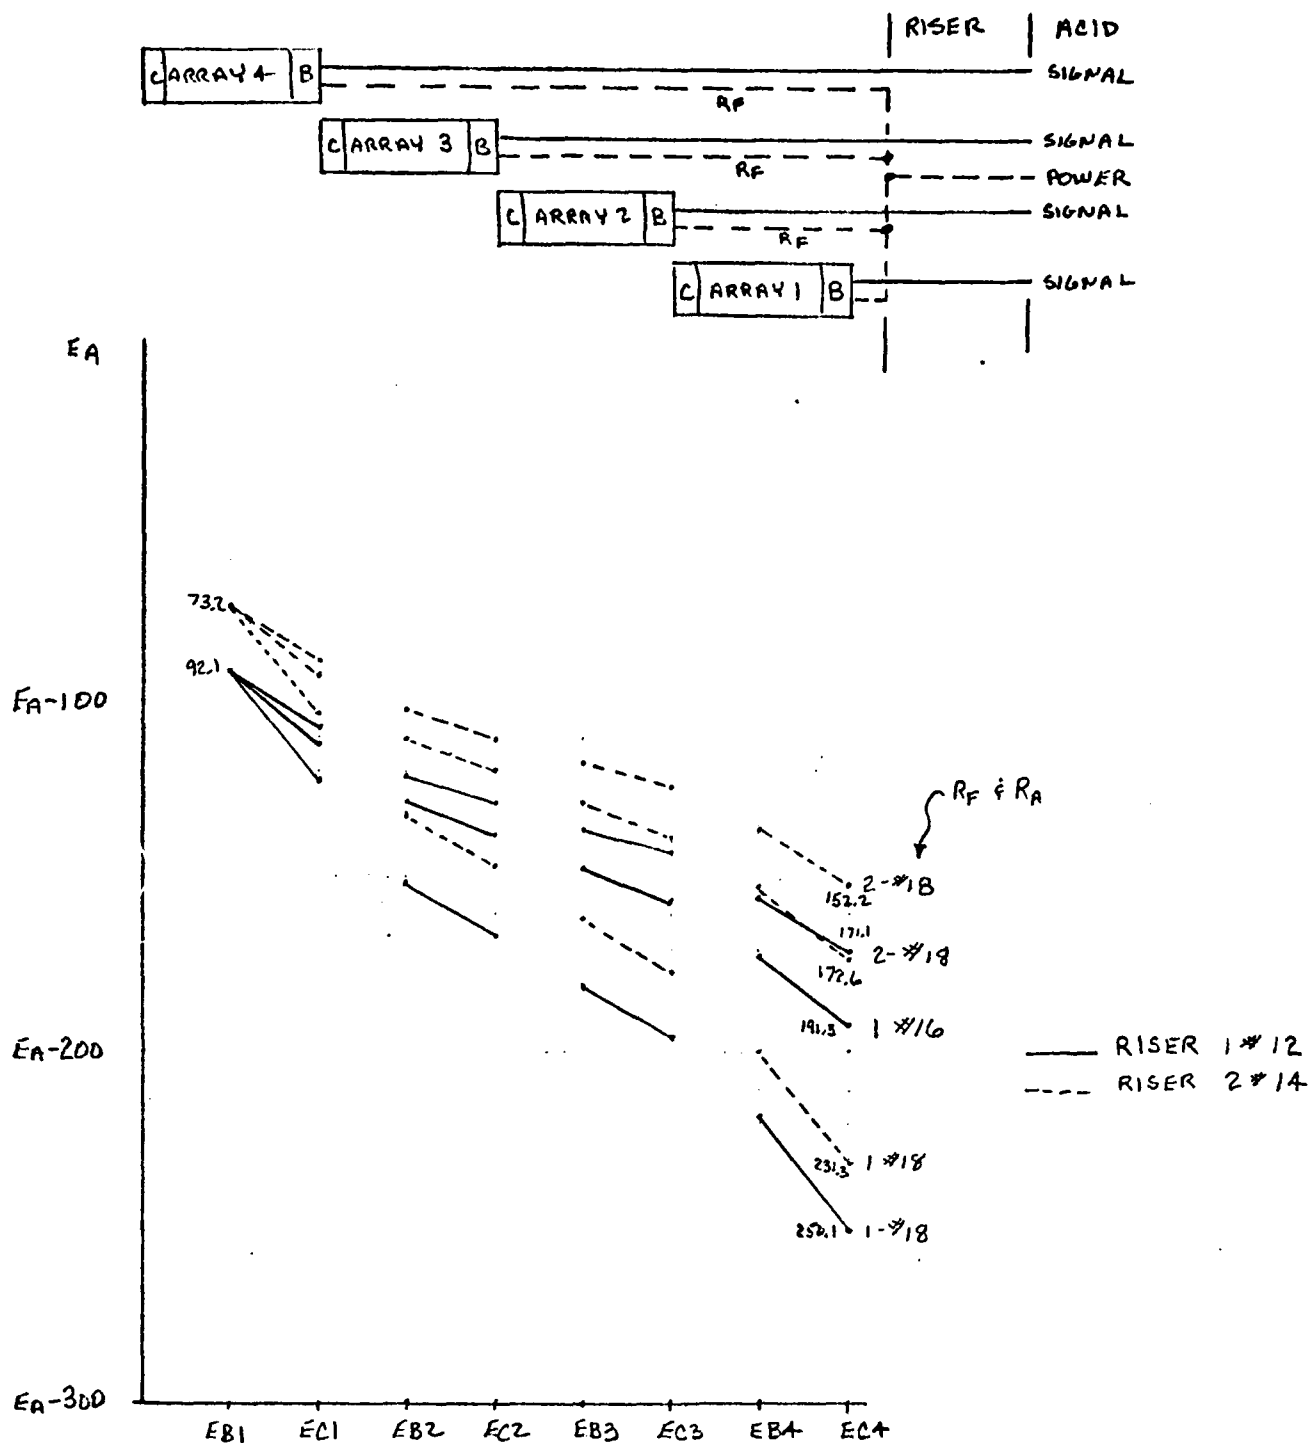 RISER ACID
C ARRAY 4 B SIGNAL
RF
C ARRAY 3 B SIGNAL
RF
POWER
C ARRAY 2 B SIGNAL
RF
C ARRAY 1 B SIGNAL
EA
73.2
92.1
EA-100
RF & RA
152.2 2-#18
171.1 2-#18
172.6
191.3 1 #16
EA-200
RISER 1 #12
RISER 2 #14
231.3 1 #18
250.1 1-#18
EA-300
EB1 EC1 EB2 EC2 EB3 EC3 EB4 EC4